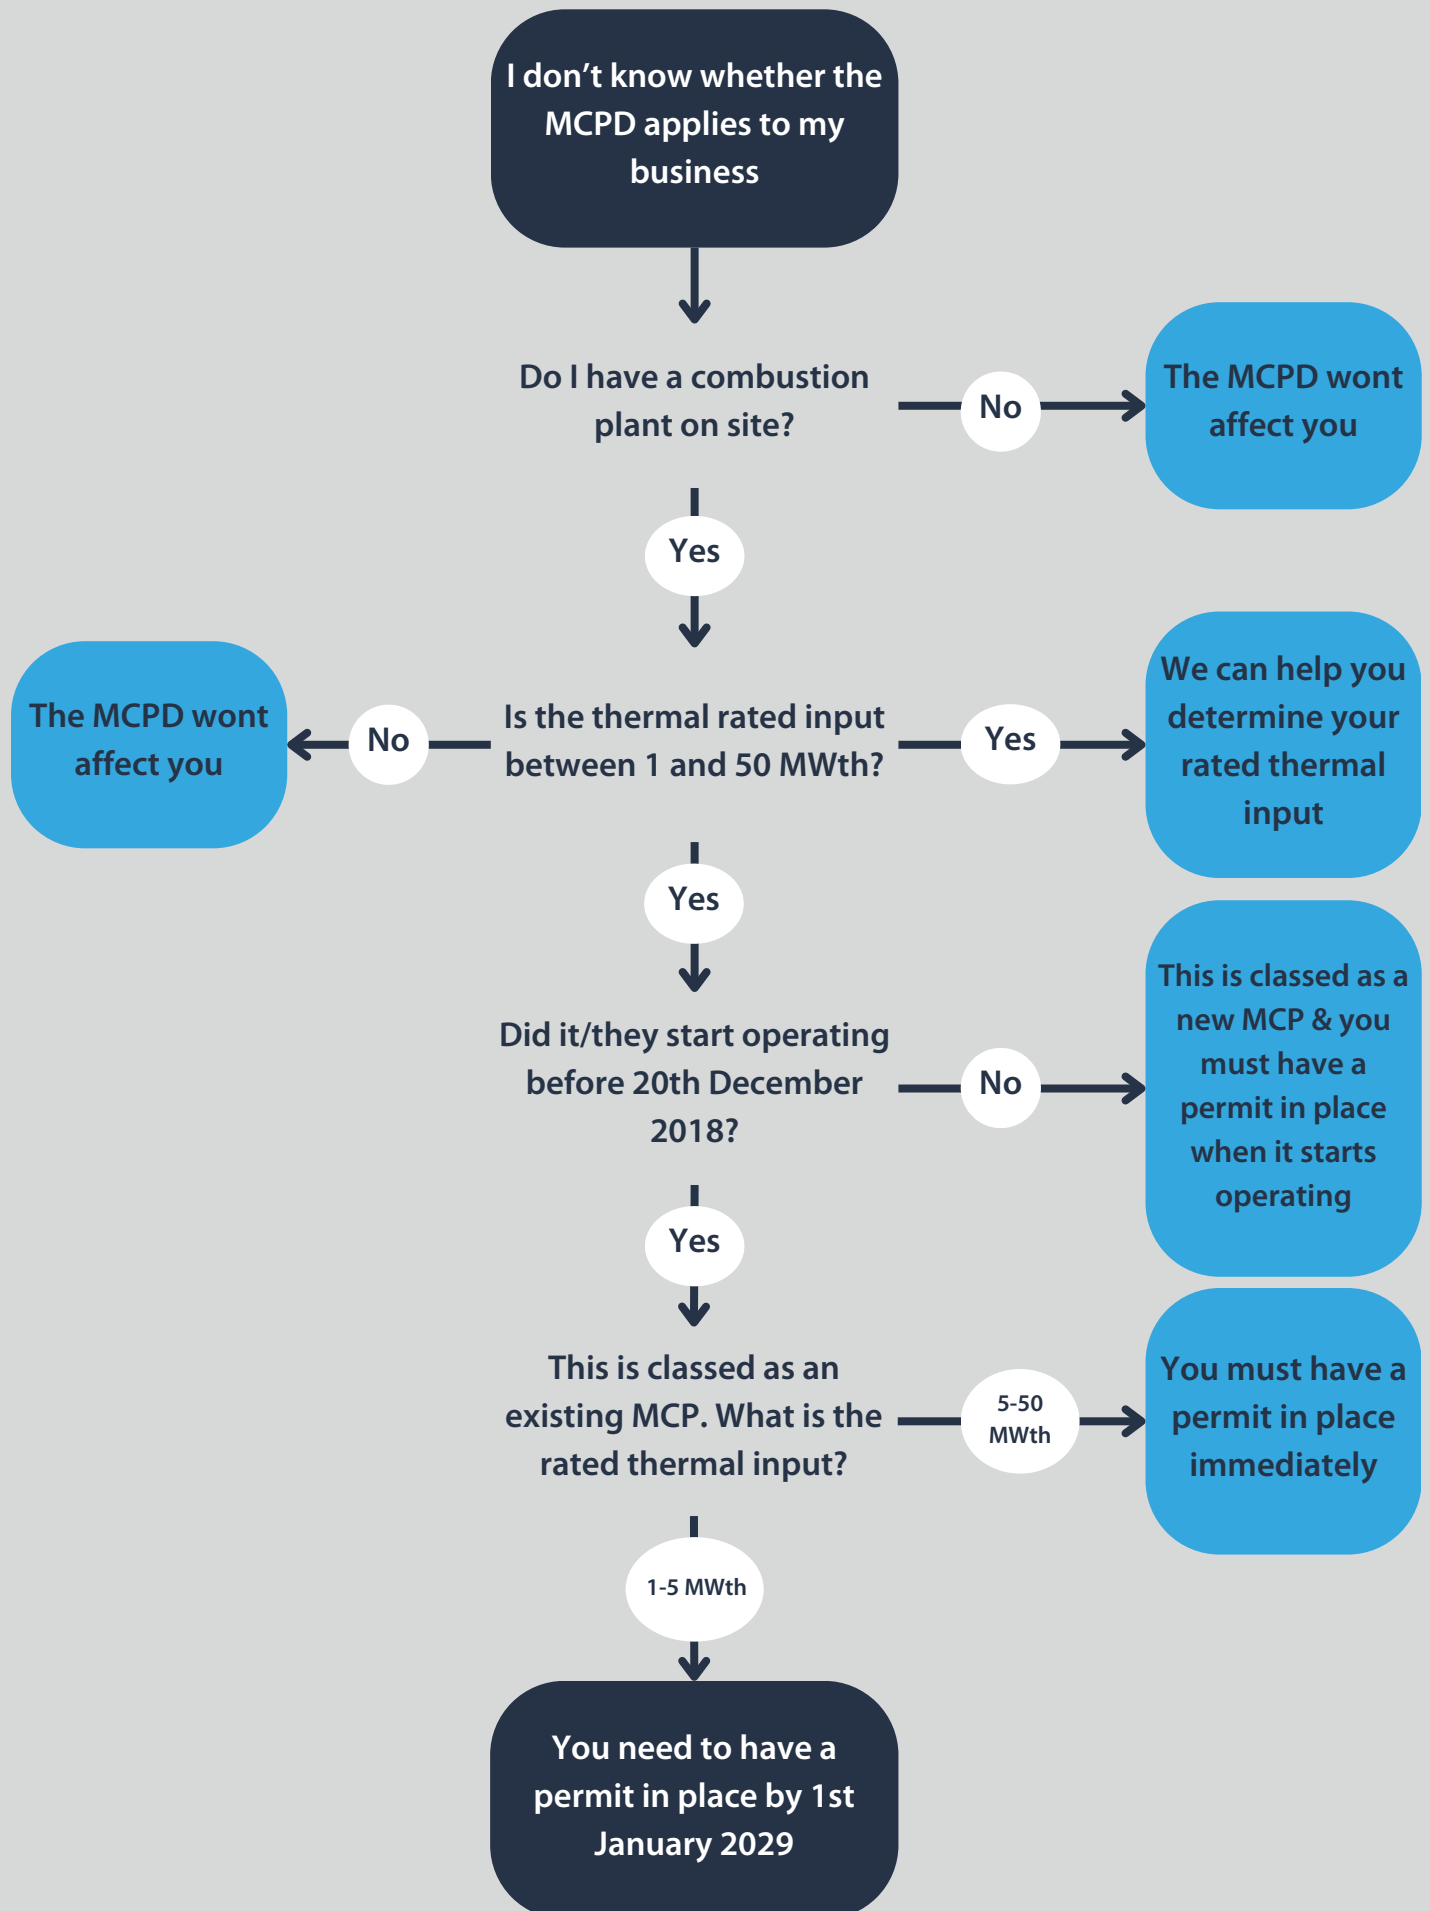 I don’t know whether the
MCPD applies to my
business
Do I have a combustion
plant on site?
No
The MCPD wont
affect you
Yes
The MCPD wont
affect you
No
Is the thermal rated input
between 1 and 50 MWth?
Yes
We can help you
determine your
rated thermal
input
Yes
Did it/they start operating
before 20th December
2018?
No
This is classed as a
new MCP & you
must have a
permit in place
when it starts
operating
Yes
This is classed as an
existing MCP. What is the
rated thermal input?
5-50
MWth
You must have a
permit in place
immediately
1-5 MWth
You need to have a
permit in place by 1st
January 2029